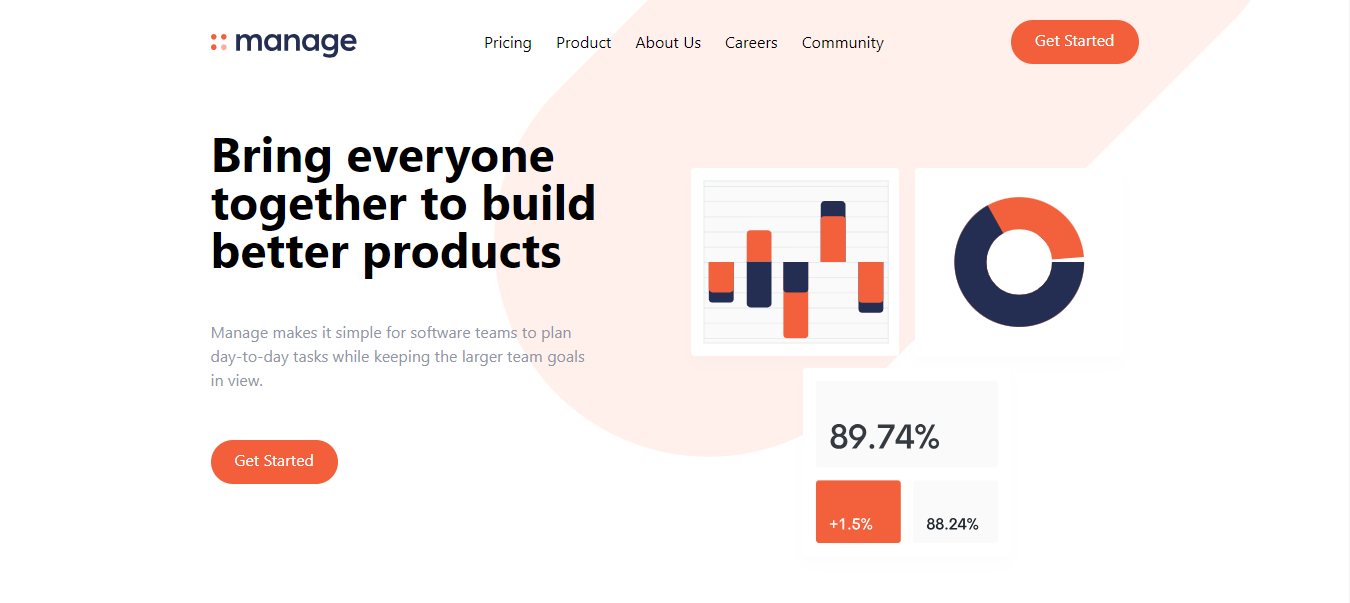 manage
Pricing
Product
About Us
Careers
Community
Get Started
Bring everyone
together to build
better products
Manage makes it simple for software teams to plan
day-to-day tasks while keeping the larger team goals
in view.
Get Started
89.74%
+1.5%
88.24%